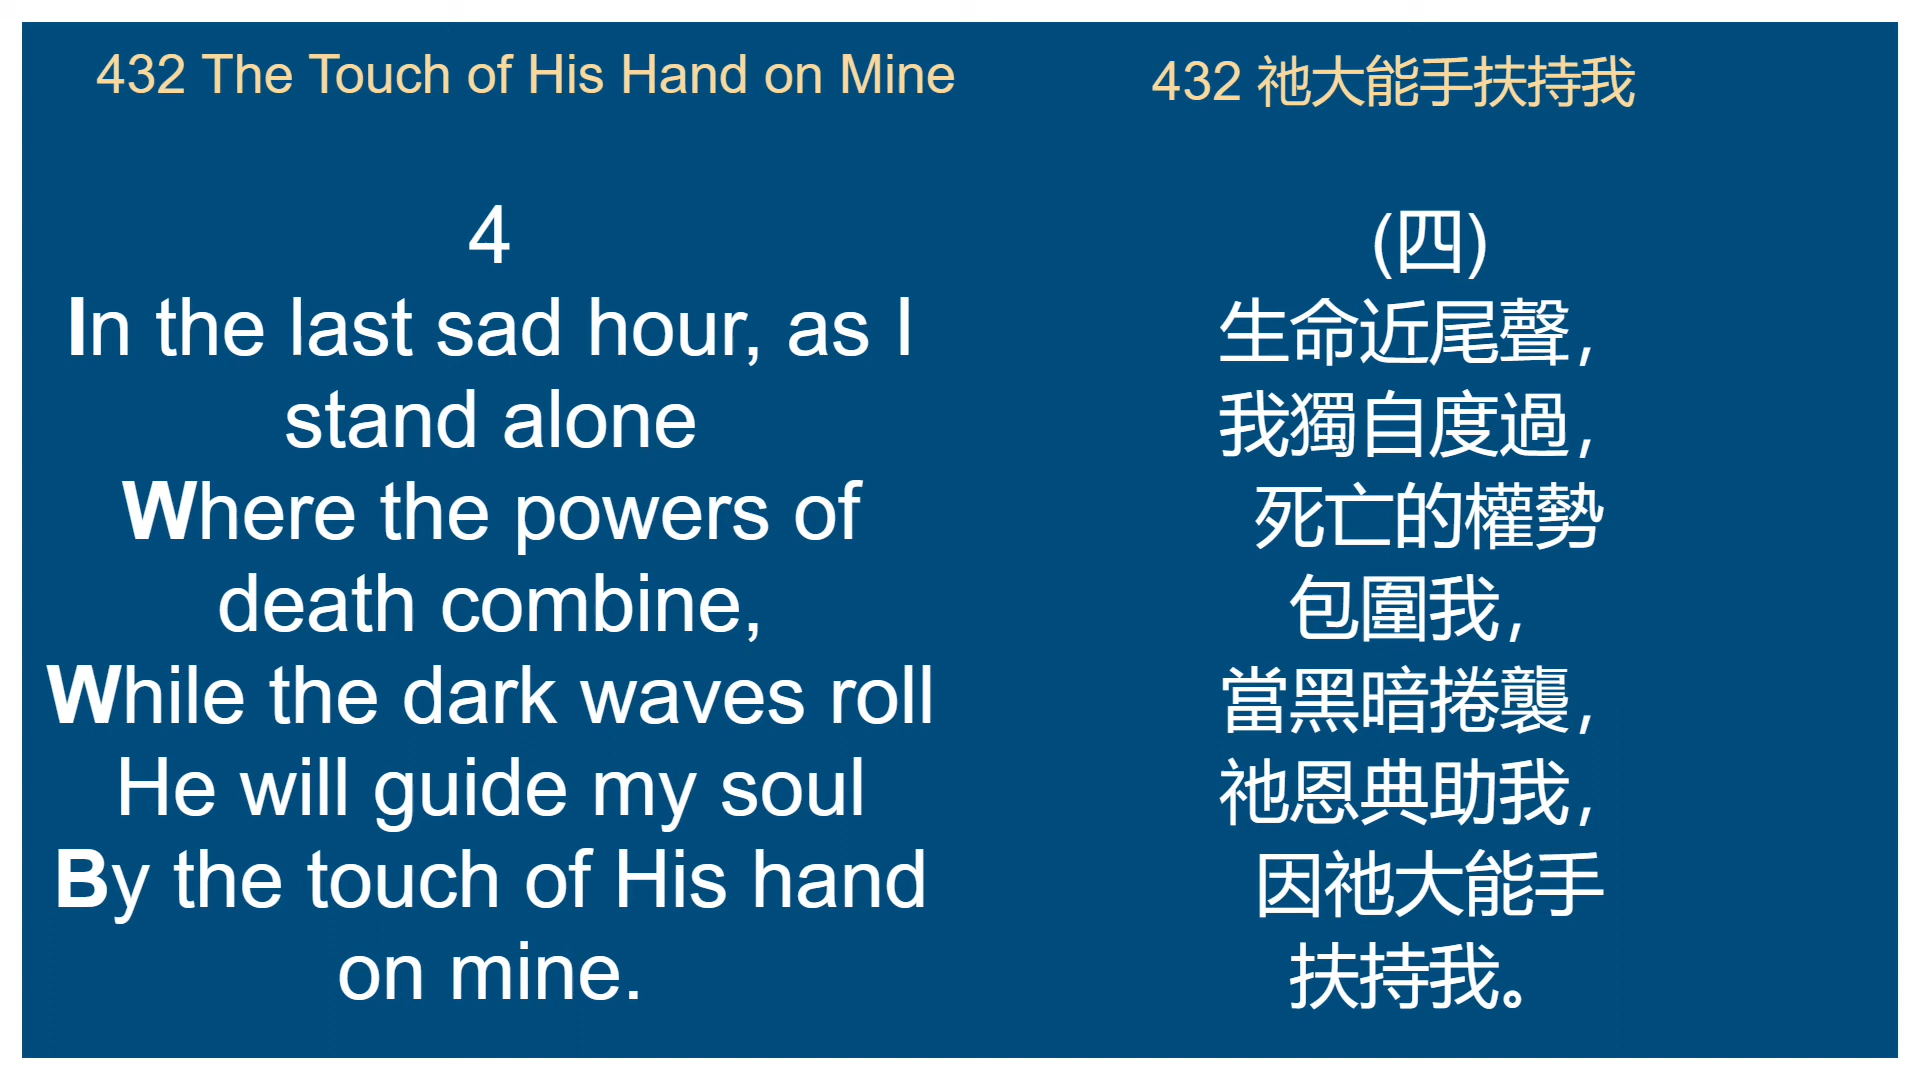 432 The Touch of His Hand on Mine
4
In the last sad hour, as I
stand alone
Where the powers of
death combine,
While the dark waves roll
He will guide my soul
By the touch of His hand
on mine.
432 祂大能手扶持我
(四)
生命近尾聲,
我獨自度過,
死亡的權勢
包圍我,
當黑暗捲襲,
祂恩典助我,
因祂大能手
扶持我。